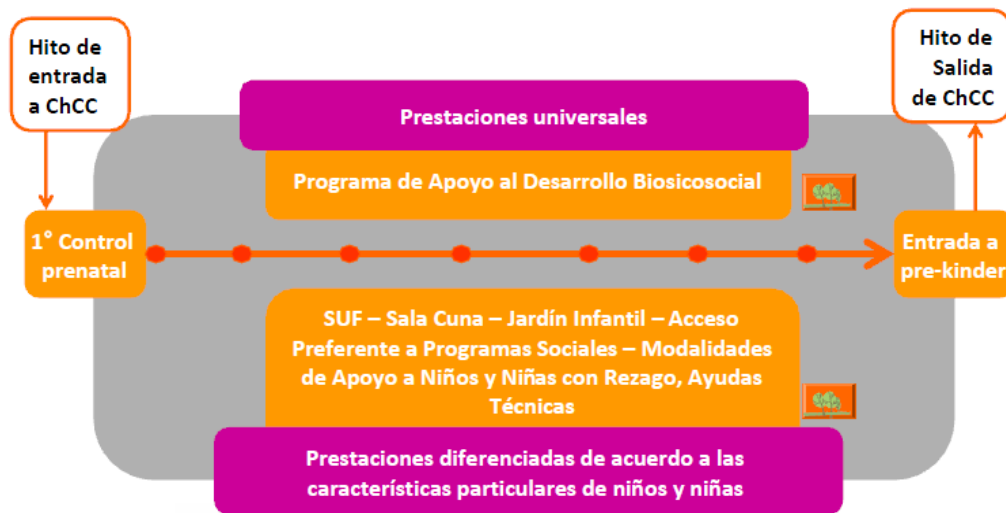 Hito de
entrada
a ChCC
Hito de
Salida
de ChCC
Prestaciones universales
Programa de Apoyo al Desarrollo Biosicosocial
1° Control
prenatal
Entrada a
pre-kinder
SUF – Sala Cuna – Jardín Infantil – Acceso
Preferente a Programas Sociales – Modalidades
de Apoyo a Niños y Niñas con Rezago, Ayudas
Técnicas
Prestaciones diferenciadas de acuerdo a las
características particulares de niños y niñas